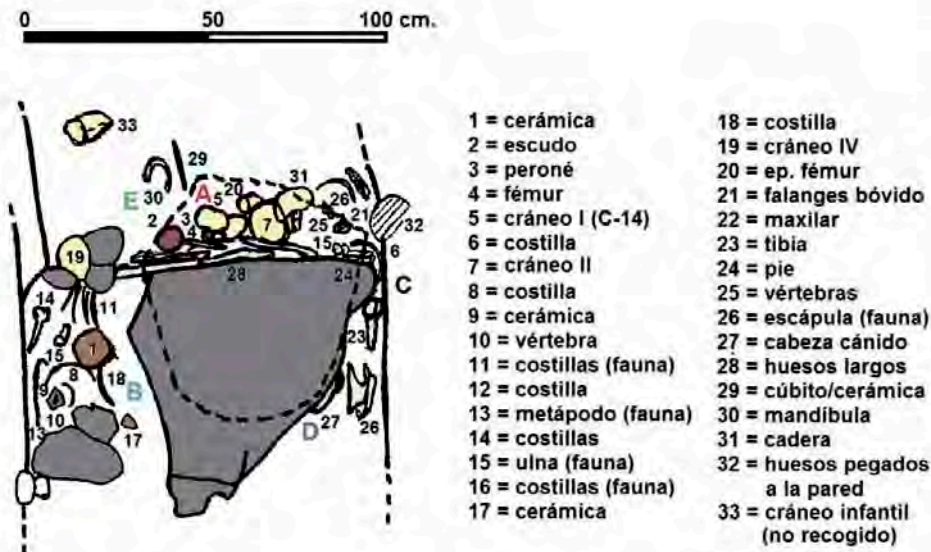 0 50 100 cm.
33
29
31
E
30
A
5
20
26
2
3
4
7
25
21
15
32
6
19
28
24
C
14
11
15
1
23
8
9
18
B
10
13
17
D
27
26
1 = cerámica
2 = escudo
3 = peroné
4 = fémur
5 = cráneo I (C-14)
6 = costilla
7 = cráneo II
8 = costilla
9 = cerámica
10 = vértebra
11 = costillas (fauna)
12 = costilla
13 = metápodo (fauna)
14 = costillas
15 = ulna (fauna)
16 = costillas (fauna)
17 = cerámica
18 = costilla
19 = cráneo IV
20 = ep. fémur
21 = falanges bóvido
22 = maxilar
23 = tibia
24 = pie
25 = vértebras
26 = escápula (fauna)
27 = cabeza cánido
28 = huesos largos
29 = cúbito/cerámica
30 = mandíbula
31 = cadera
32 = huesos pegados
a la pared
33 = cráneo infantil
(no recogido)